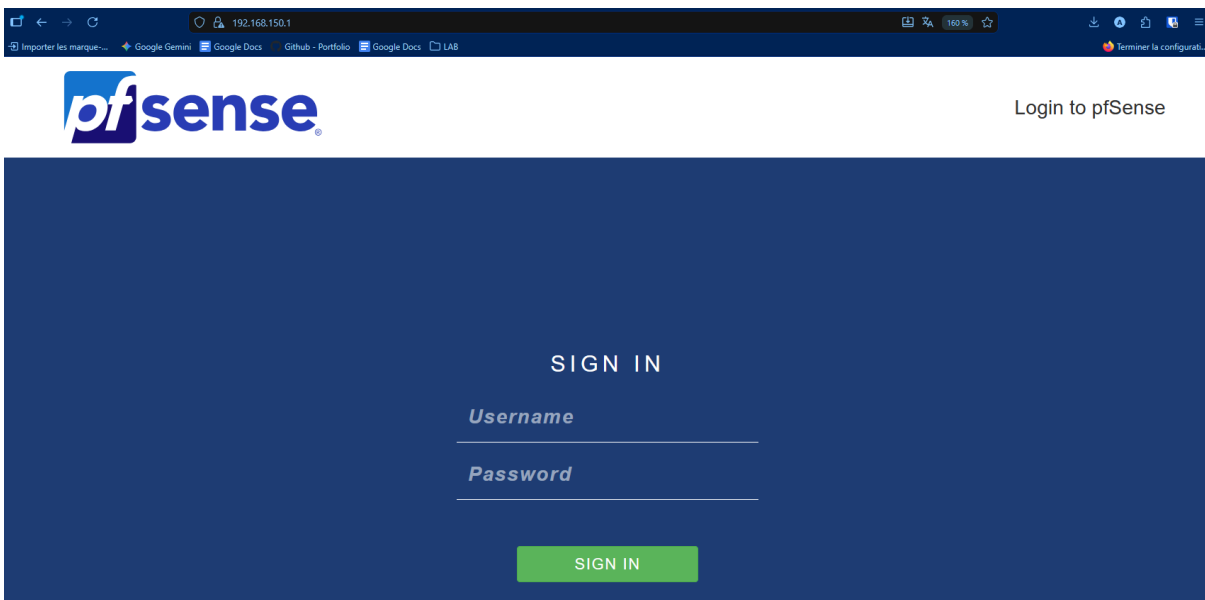 192.168.150.1
160 %
Importer les marque-... Google Gemini Google Docs Github - Portfolio Google Docs LAB Terminer la configurati...
pfsense®
Login to pfSense
SIGN IN
Username
Password
SIGN IN